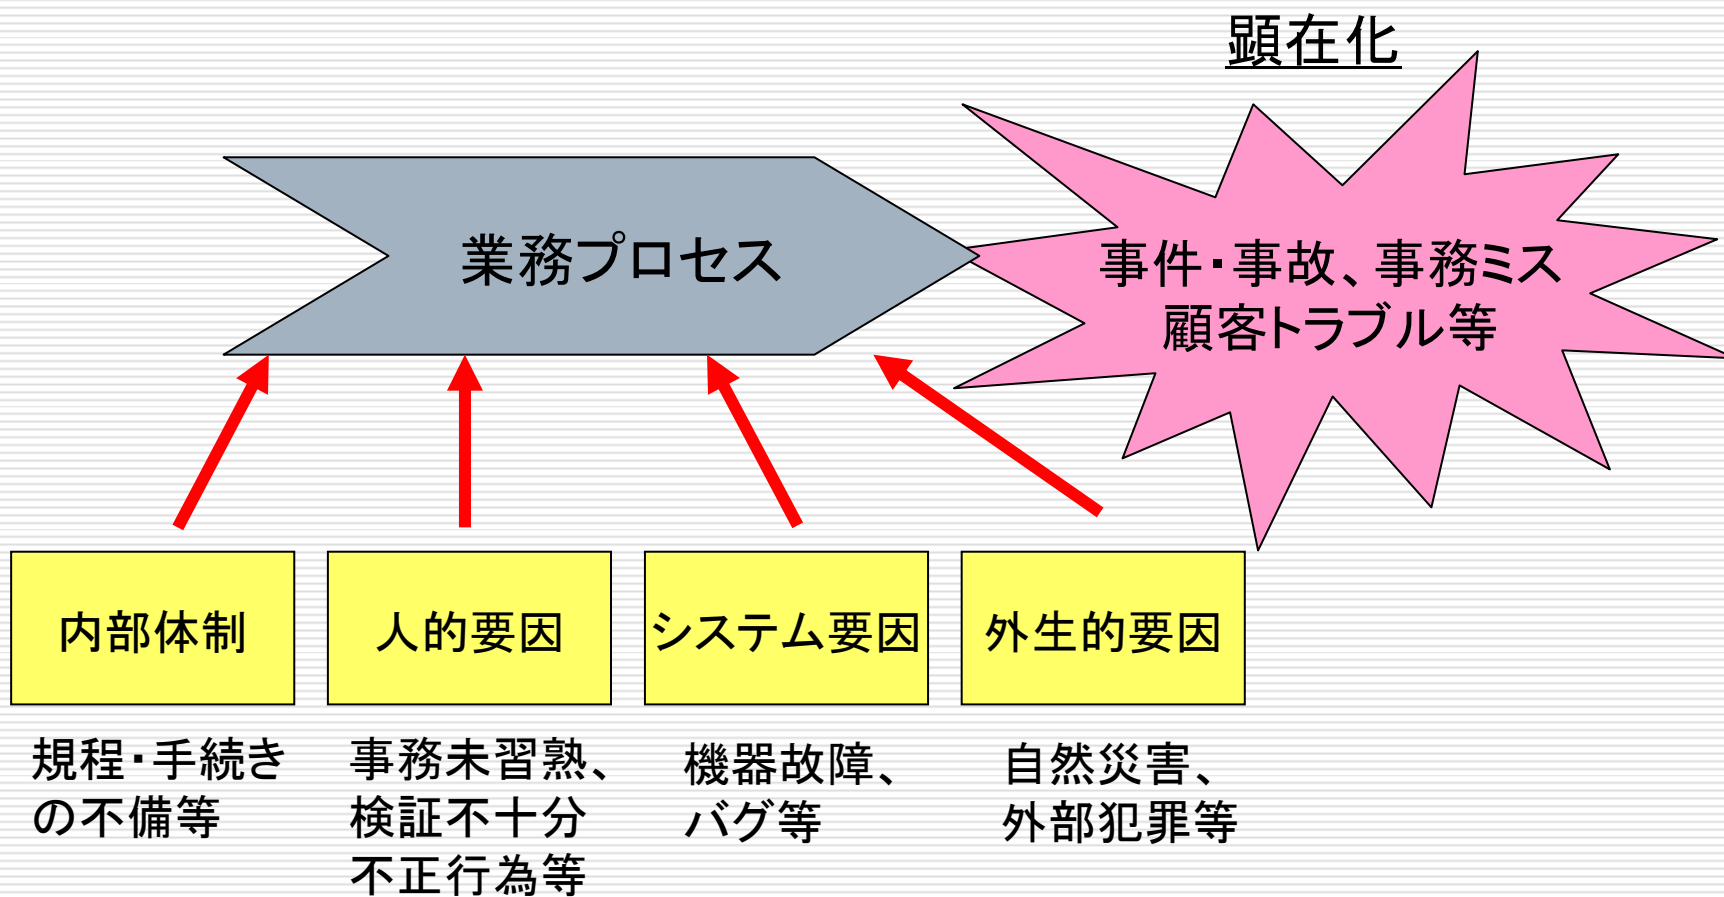 顕在化
業務プロセス
事件・事故、事務ミス
顧客トラブル等
内部体制
人的要因
システム要因
外生的要因
規程・手続き
の不備等
事務未習熟、
検証不十分
不正行為等
機器故障、
バグ等
自然災害、
外部犯罪等